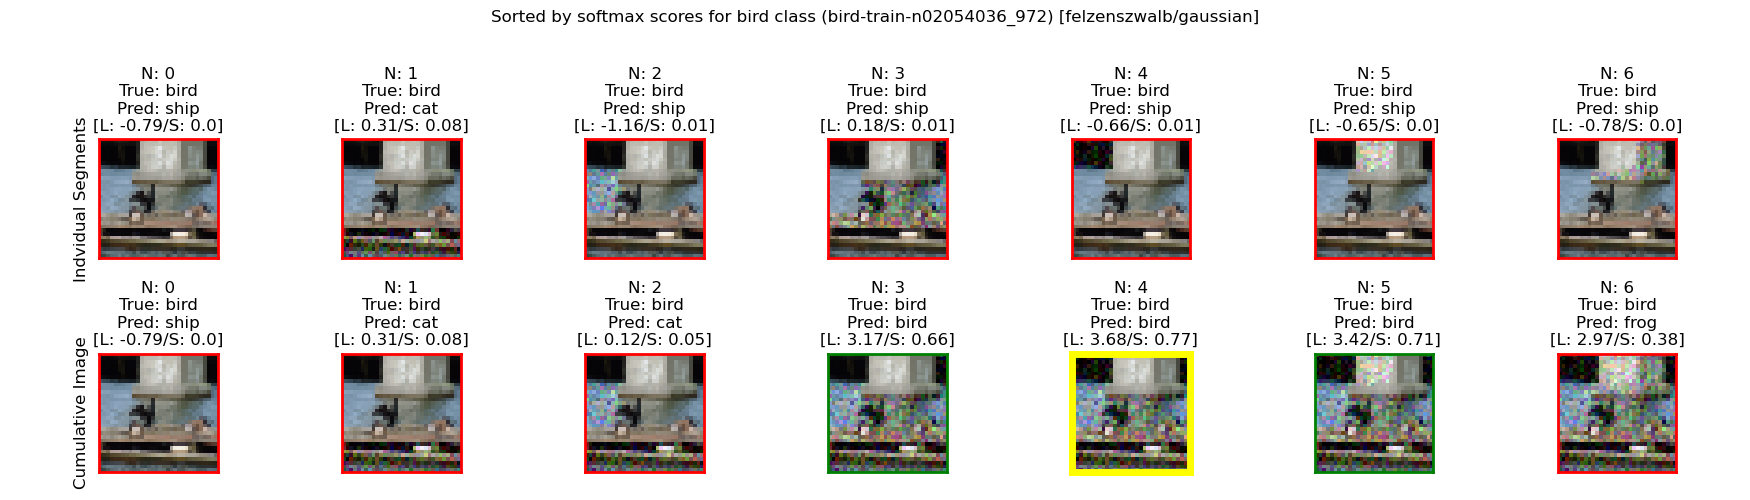 Sorted by softmax scores for bird class (bird-train-n02054036_972) [felzenszwalb/gaussian]
Indvidual Segments
N: 0
True: bird
Pred: ship
[L: -0.79/S: 0.0]
N: 1
True: bird
Pred: cat
[L: 0.31/S: 0.08]
N: 2
True: bird
Pred: ship
[L: -1.16/S: 0.01]
N: 3
True: bird
Pred: ship
[L: 0.18/S: 0.01]
N: 4
True: bird
Pred: ship
[L: -0.66/S: 0.01]
N: 5
True: bird
Pred: ship
[L: -0.65/S: 0.0]
N: 6
True: bird
Pred: ship
[L: -0.78/S: 0.0]
Cumulative Image
N: 0
True: bird
Pred: ship
[L: -0.79/S: 0.0]
N: 1
True: bird
Pred: cat
[L: 0.31/S: 0.08]
N: 2
True: bird
Pred: cat
[L: 0.12/S: 0.05]
N: 3
True: bird
Pred: bird
[L: 3.17/S: 0.66]
N: 4
True: bird
Pred: bird
[L: 3.68/S: 0.77]
N: 5
True: bird
Pred: bird
[L: 3.42/S: 0.71]
N: 6
True: bird
Pred: frog
[L: 2.97/S: 0.38]